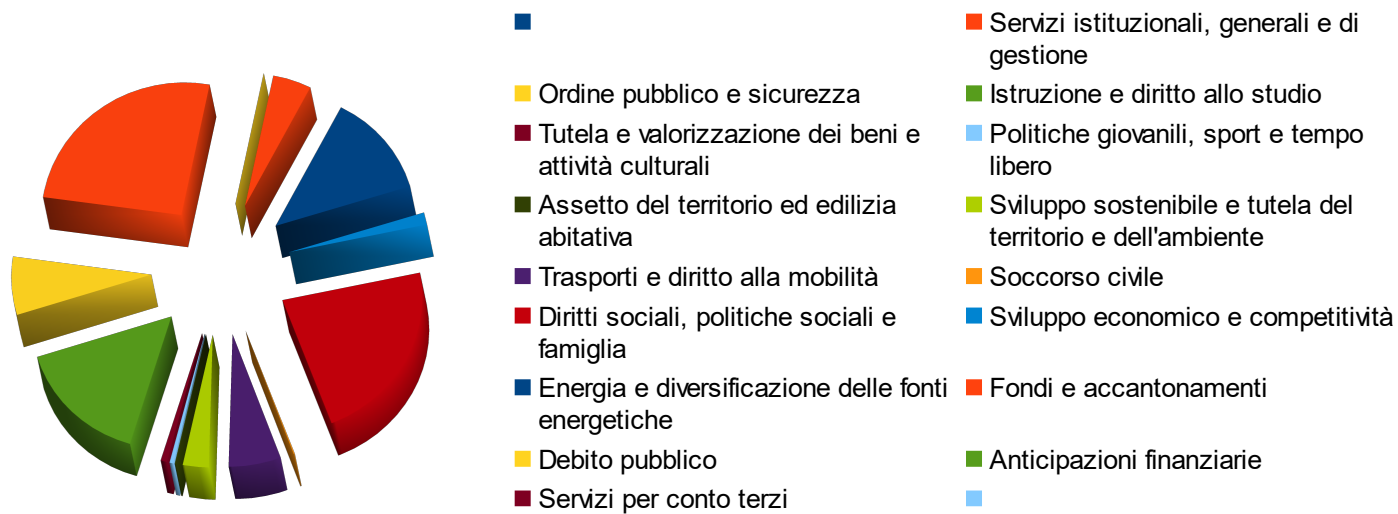 Servizi istituzionali, generali e di
gestione
Ordine pubblico e sicurezza
Istruzione e diritto allo studio
Tutela e valorizzazione dei beni e
attività culturali
Politiche giovanili, sport e tempo
libero
Assetto del territorio ed edilizia
abitativa
Sviluppo sostenibile e tutela del
territorio e dell'ambiente
Trasporti e diritto alla mobilità
Soccorso civile
Diritti sociali, politiche sociali e
famiglia
Sviluppo economico e competitività
Energia e diversificazione delle fonti
energetiche
Fondi e accantonamenti
Debito pubblico
Anticipazioni finanziarie
Servizi per conto terzi